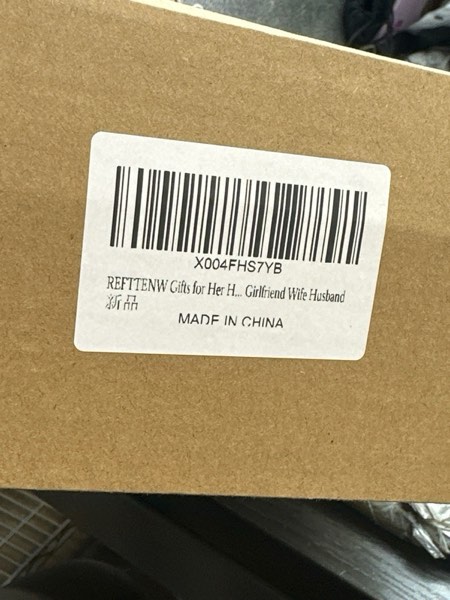 X004FHS7YB
REFTTENW Gifts for Her H... Girlfriend Wife Husband
新品
MADE IN CHINA